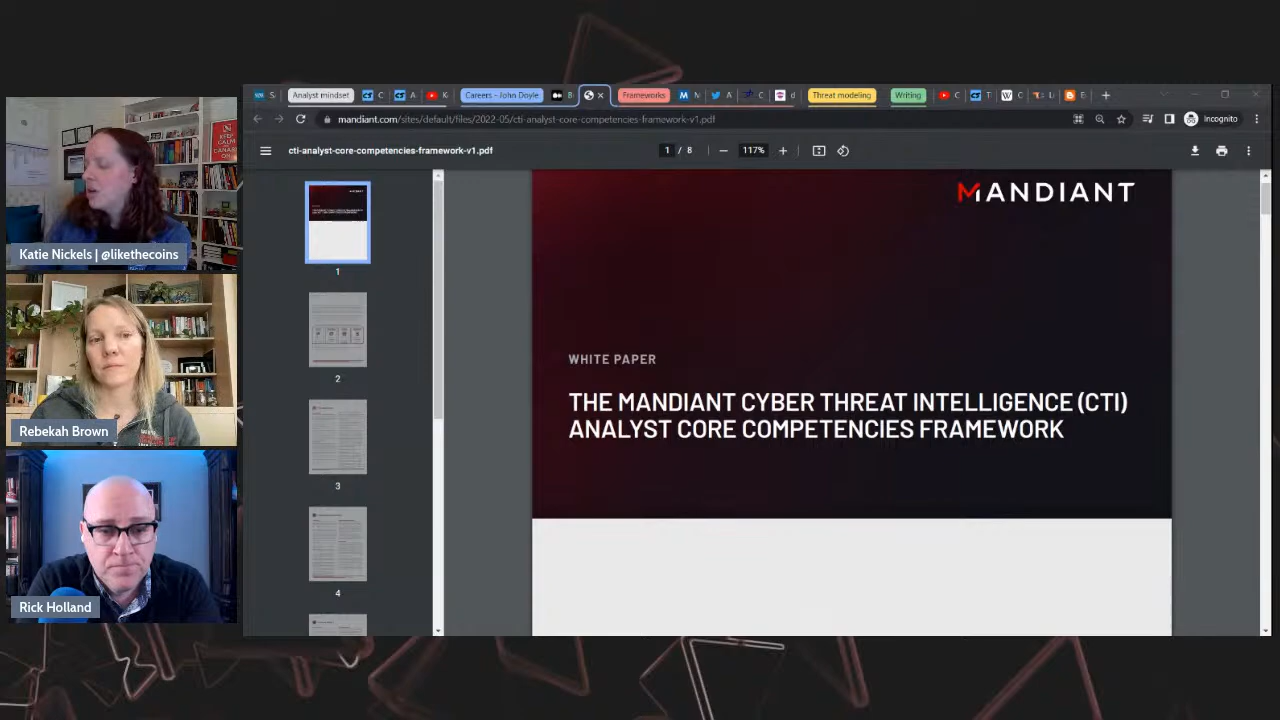 Analyst mindset
Careers – John Doyle
Frameworks
Threat modeling
Writing
mandiant.com/sites/default/files/2022-05/cti-analyst-core-competencies-framework-v1.pdf
Incognito
cti-analyst-core-competencies-framework-v1.pdf
1 / 8
117%
MANDIANT
WHITE PAPER
THE MANDIANT CYBER THREAT INTELLIGENCE (CTI)
ANALYST CORE COMPETENCIES FRAMEWORK
1
2
3
4
KEEP
CALM
Katie Nickels | @likethecoins
Rebekah Brown
Rick Holland